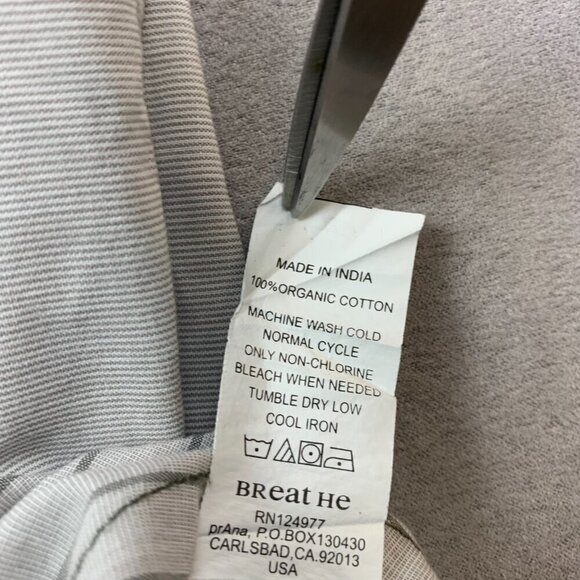 MADE IN INDIA
100%ORGANIC COTTON
MACHINE WASH COLD
NORMAL CYCLE
ONLY NON-CHLORINE
BLEACH WHEN NEEDED
TUMBLE DRY LOW
COOL IRON
BReat He
RN124977
prAna, P.O.BOX130430
CARLSBAD,CA.92013
USA